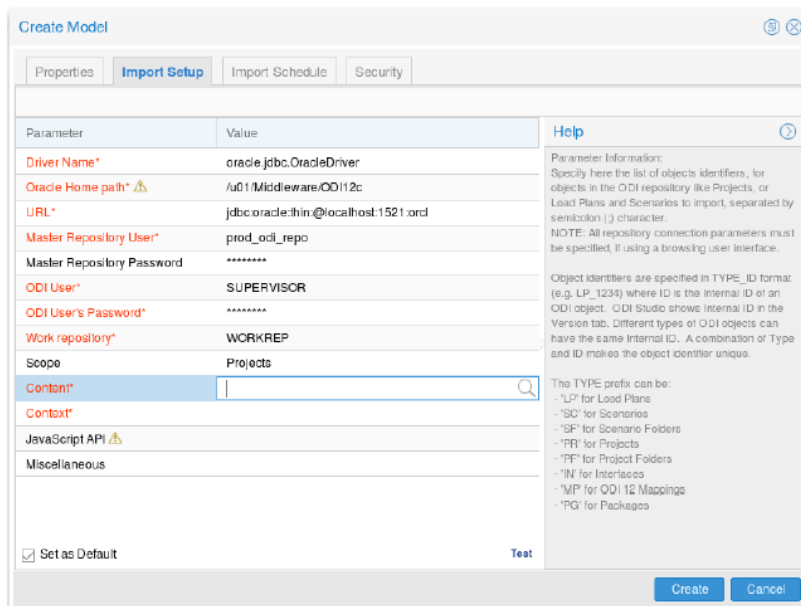 Create Model
Properties
Import Setup
Import Schedule
Security
Parameter Value
Driver Name* oracle.jdbc.OracleDriver
Oracle Home path* /u01/Middleware/ODI12c
URL* jdbc:oracle:thin:@localhost:1521:orcl
Master Repository User* prod_odi_repo
Master Repository Password ********
ODI User* SUPERVISOR
ODI User's Password* ********
Work repository* WORKREP
Scope Projects
Content*
Context*
JavaScript API
Miscellaneous
Set as Default
Test
Help
Parameter Information:
Specify here the list of objects identifiers, for
objects in the ODI repository like Projects, or
Load Plans and Scenarios to import, separated by
semicolon (;) character.
NOTE: All repository connection parameters must
be specified, if using a browsing user interface.
Object identifiers are specified in TYPE_ID format
(e.g. LP_1234) where ID is the Internal ID of an
ODI object. ODI Studio shows Internal ID in the
Version tab. Different types of ODI objects can
have the same Internal ID. A combination of Type
and ID makes the object identifier unique.
The TYPE prefix can be:
- "LP" for Load Plans
- "SC" for Scenarios
- "SF" for Scenario Folders
- "PR" for Projects
- "PF" for Project Folders
- "IN" for Interfaces
- "MP" for ODI 12 Mappings
- "PG" for Packages
Create
Cancel